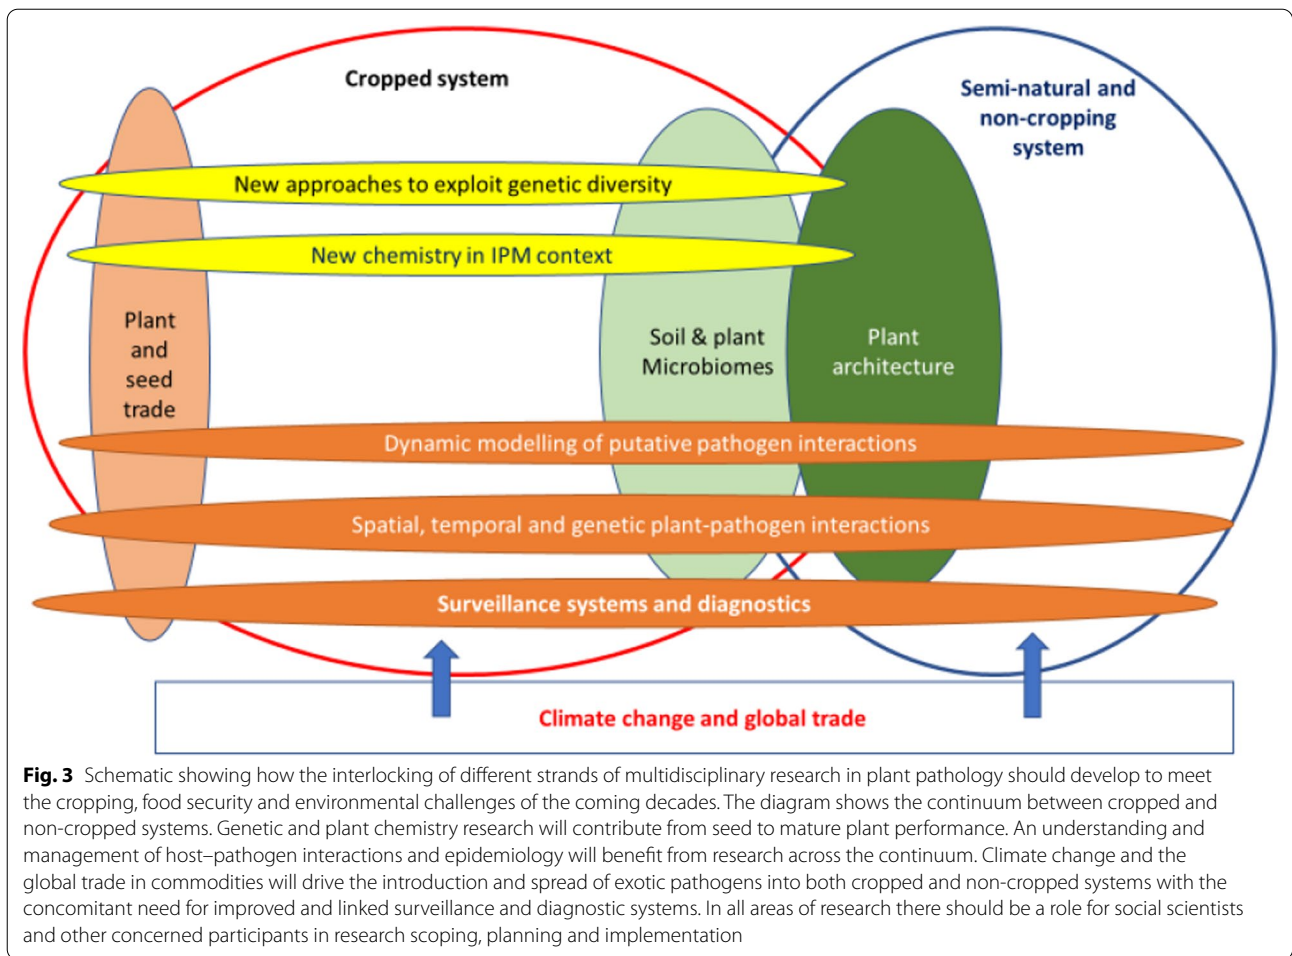 Cropped system
Semi-natural and
non-cropping
system
New approaches to exploit genetic diversity
New chemistry in IPM context
Plant
and
seed
trade
Soil & plant
Microbiomes
Plant
architecture
Dynamic modelling of putative pathogen interactions
Spatial, temporal and genetic plant-pathogen interactions
Surveillance systems and diagnostics
Climate change and global trade
Fig. 3 Schematic showing how the interlocking of different strands of multidisciplinary research in plant pathology should develop to meet
the cropping, food security and environmental challenges of the coming decades. The diagram shows the continuum between cropped and
non-cropped systems. Genetic and plant chemistry research will contribute from seed to mature plant performance. An understanding and
management of host–pathogen interactions and epidemiology will benefit from research across the continuum. Climate change and the
global trade in commodities will drive the introduction and spread of exotic pathogens into both cropped and non-cropped systems with the
concomitant need for improved and linked surveillance and diagnostic systems. In all areas of research there should be a role for social scientists
and other concerned participants in research scoping, planning and implementation